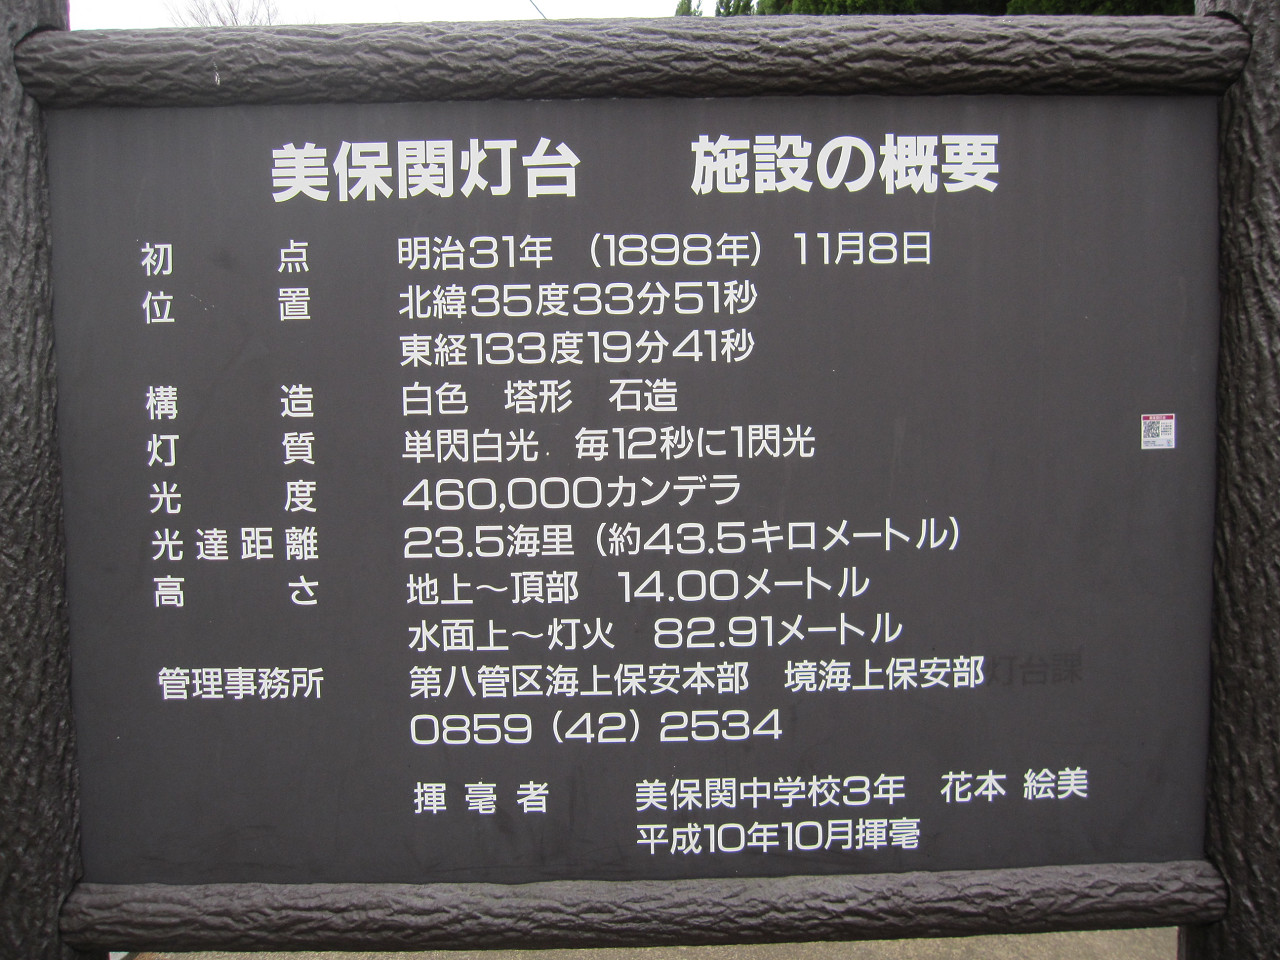 美保関灯台　施設の概要
初点　明治31年　（1898年）　11月8日
位置　北緯35度33分51秒
東経133度19分41秒
構造　白色　塔形　石造
灯質　単閃白光　毎12秒に1閃光
光度　460,000カンデラ
光達距離　23.5海里（約43.5キロメートル）
高さ　地上～頂部　14.00メートル
水面上～灯火　82.91メートル
管理事務所　第八管区海上保安本部　境海上保安部
灯台課
0859（42）2534
揮毫者　美保関中学校3年　花本 絵美
平成10年10月揮毫